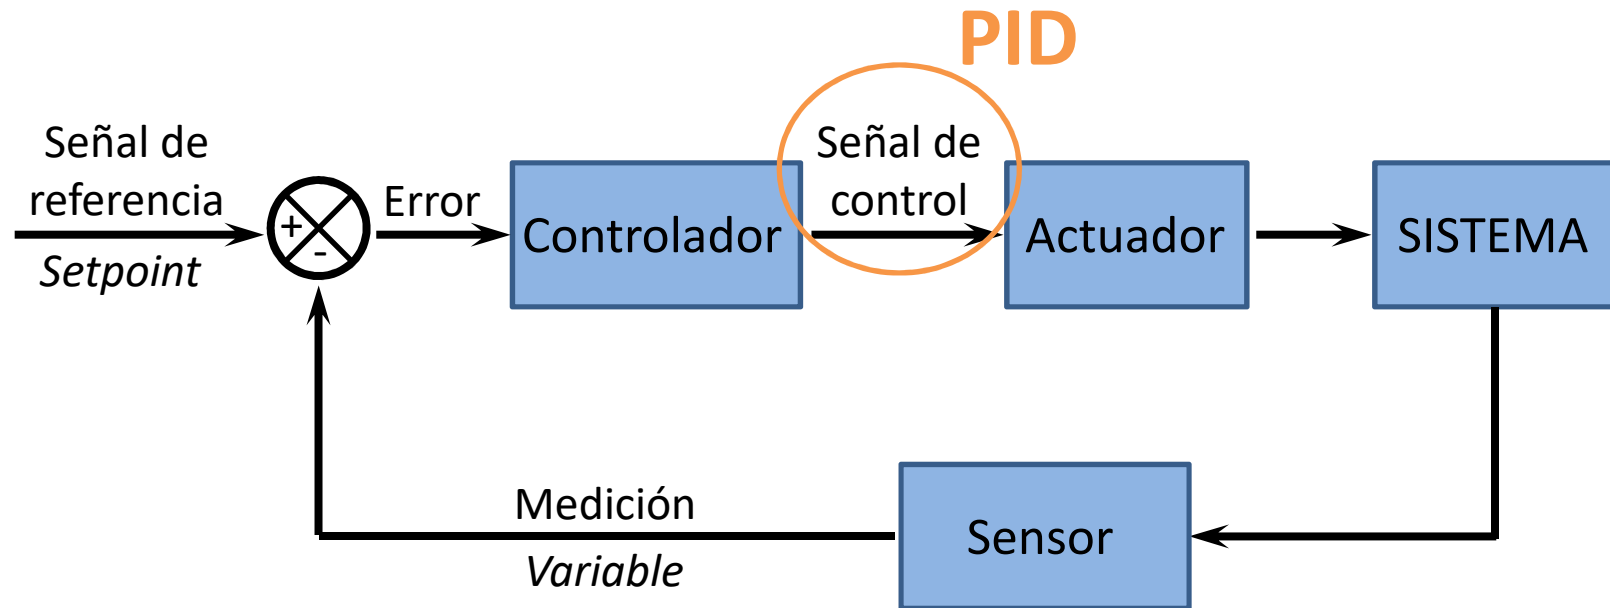 PID
Señal de
referencia
Setpoint
+
-
Error
Controlador
Señal de
control
Actuador
SISTEMA
Sensor
Medición
Variable